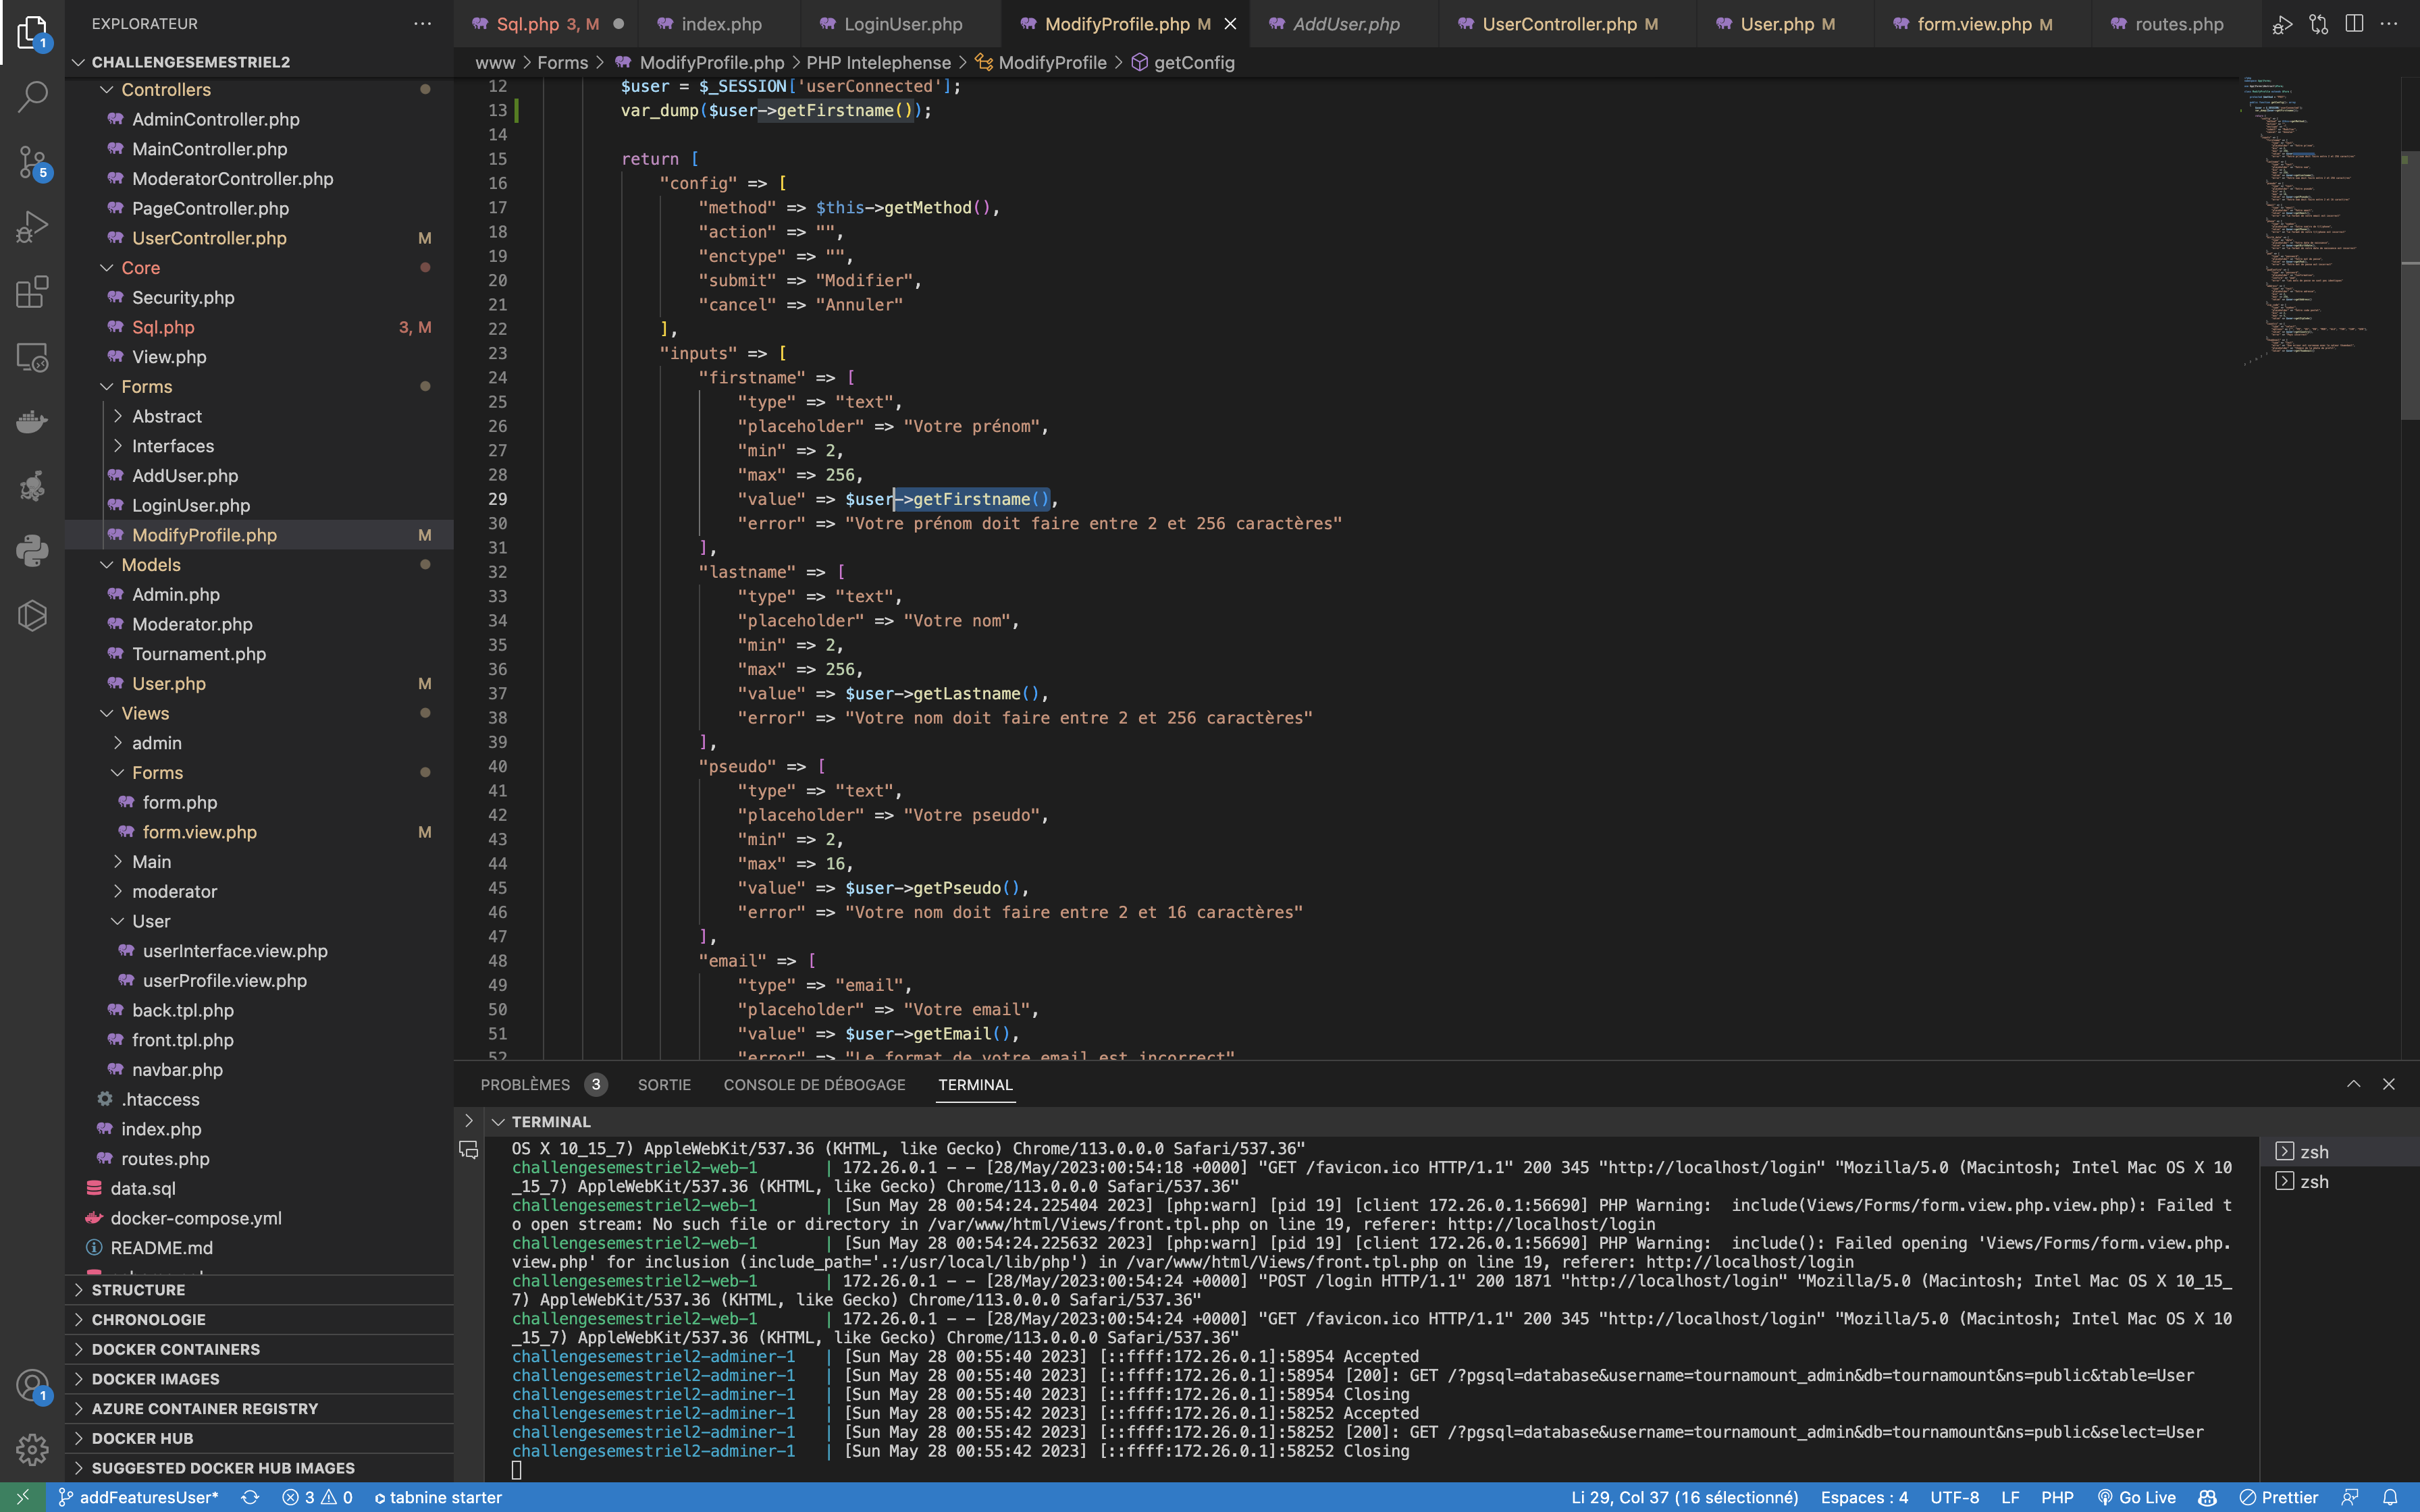 EXPLORATEUR
CHALLENGESEMESTRIEL2
Controllers
AdminController.php
MainController.php
ModeratorController.php
PageController.php
UserController.php M
Core
Security.php
Sql.php 3, M
View.php
Forms
Abstract
Interfaces
AddUser.php
LoginUser.php
ModifyProfile.php M
Models
Admin.php
Moderator.php
Tournament.php
User.php M
Views
admin
Forms
form.php
form.view.php M
Main
moderator
User
userInterface.view.php
userProfile.view.php
back.tpl.php
front.tpl.php
navbar.php
.htaccess
index.php
routes.php
data.sql
docker-compose.yml
README.md
STRUCTURE
CHRONOLOGIE
DOCKER CONTAINERS
DOCKER IMAGES
AZURE CONTAINER REGISTRY
DOCKER HUB
SUGGESTED DOCKER HUB IMAGES
1
5
1
Sql.php 3, M
index.php
LoginUser.php
ModifyProfile.php M
AddUser.php
UserController.php M
User.php M
form.view.php M
routes.php
www > Forms > ModifyProfile.php > PHP Intelephense > ModifyProfile > getConfig
12 $user = $_SESSION['userConnected'];
13 var_dump($user->getFirstname());
14
15 return [
16 "config" => [
17 "method" => $this->getMethod(),
18 "action" => "",
19 "enctype" => "",
20 "submit" => "Modifier",
21 "cancel" => "Annuler"
22 ],
23 "inputs" => [
24 "firstname" => [
25 "type" => "text",
26 "placeholder" => "Votre prénom",
27 "min" => 2,
28 "max" => 256,
29 "value" => $user->getFirstname(),
30 "error" => "Votre prénom doit faire entre 2 et 256 caractères"
31 ],
32 "lastname" => [
33 "type" => "text",
34 "placeholder" => "Votre nom",
35 "min" => 2,
36 "max" => 256,
37 "value" => $user->getLastname(),
38 "error" => "Votre nom doit faire entre 2 et 256 caractères"
39 ],
40 "pseudo" => [
41 "type" => "text",
42 "placeholder" => "Votre pseudo",
43 "min" => 2,
44 "max" => 16,
45 "value" => $user->getPseudo(),
46 "error" => "Votre nom doit faire entre 2 et 16 caractères"
47 ],
48 "email" => [
49 "type" => "email",
50 "placeholder" => "Votre email",
51 "value" => $user->getEmail(),
52 "error" => "Le format de votre email est incorrect"
PROBLÈMES 3 SORTIE CONSOLE DE DÉBOGAGE TERMINAL
TERMINAL
OS X 10_15_7) AppleWebKit/537.36 (KHTML, like Gecko) Chrome/113.0.0.0 Safari/537.36"
challengesemestriel2-web-1 | 172.26.0.1 - - [28/May/2023:00:54:18 +0000] "GET /favicon.ico HTTP/1.1" 200 345 "http://localhost/login" "Mozilla/5.0 (Macintosh; Intel Mac OS X 10
_15_7) AppleWebKit/537.36 (KHTML, like Gecko) Chrome/113.0.0.0 Safari/537.36"
challengesemestriel2-web-1 | [Sun May 28 00:54:24.225404 2023] [php:warn] [pid 19] [client 172.26.0.1:56690] PHP Warning: include(Views/Forms/form.view.php.view.php): Failed t
o open stream: No such file or directory in /var/www/html/Views/front.tpl.php on line 19, referer: http://localhost/login
challengesemestriel2-web-1 | [Sun May 28 00:54:24.225632 2023] [php:warn] [pid 19] [client 172.26.0.1:56690] PHP Warning: include(): Failed opening 'Views/Forms/form.view.php.
view.php' for inclusion (include_path='.:/usr/local/lib/php') in /var/www/html/Views/front.tpl.php on line 19, referer: http://localhost/login
challengesemestriel2-web-1 | 172.26.0.1 - - [28/May/2023:00:54:24 +0000] "POST /login HTTP/1.1" 200 1871 "http://localhost/login" "Mozilla/5.0 (Macintosh; Intel Mac OS X 10_15_
7) AppleWebKit/537.36 (KHTML, like Gecko) Chrome/113.0.0.0 Safari/537.36"
challengesemestriel2-web-1 | 172.26.0.1 - - [28/May/2023:00:54:24 +0000] "GET /favicon.ico HTTP/1.1" 200 345 "http://localhost/login" "Mozilla/5.0 (Macintosh; Intel Mac OS X 10
_15_7) AppleWebKit/537.36 (KHTML, like Gecko) Chrome/113.0.0.0 Safari/537.36"
challengesemestriel2-adminer-1 | [Sun May 28 00:55:40 2023] [::ffff:172.26.0.1]:58954 Accepted
challengesemestriel2-adminer-1 | [Sun May 28 00:55:40 2023] [::ffff:172.26.0.1]:58954 [200]: GET /?pgsql=database&username=tournamount_admin&db=tournamount&ns=public&table=User
challengesemestriel2-adminer-1 | [Sun May 28 00:55:40 2023] [::ffff:172.26.0.1]:58954 Closing
challengesemestriel2-adminer-1 | [Sun May 28 00:55:42 2023] [::ffff:172.26.0.1]:58252 Accepted
challengesemestriel2-adminer-1 | [Sun May 28 00:55:42 2023] [::ffff:172.26.0.1]:58252 [200]: GET /?pgsql=database&username=tournamount_admin&db=tournamount&ns=public&select=User
challengesemestriel2-adminer-1 | [Sun May 28 00:55:42 2023] [::ffff:172.26.0.1]:58252 Closing
zsh
zsh
addFeaturesUser* 3 0 tabnine starter
Li 29, Col 37 (16 sélectionné) Espaces : 4 UTF-8 LF PHP Go Live Prettier